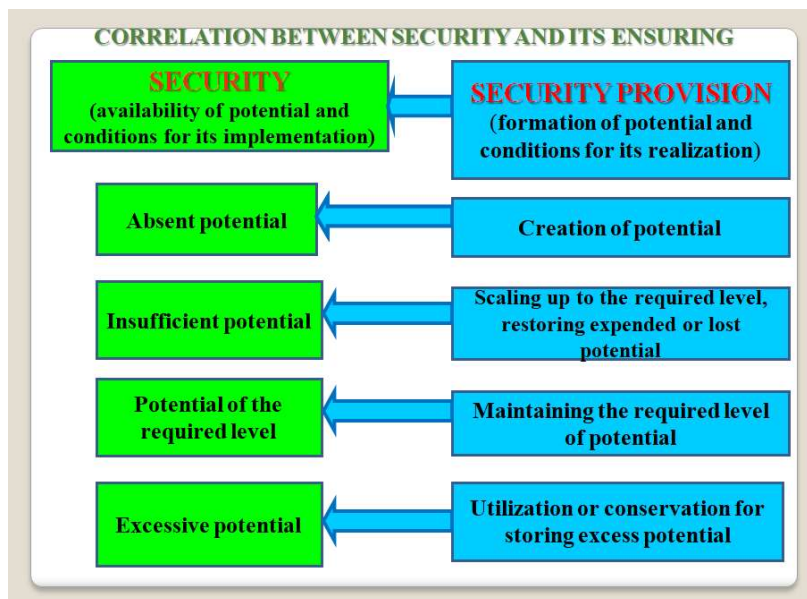 CORRELATION BETWEEN SECURITY AND ITS ENSURING
SECURITY
(availability of potential and
conditions for its implementation)
SECURITY PROVISION
(formation of potential and
conditions for its realization)
Absent potential
Creation of potential
Insufficient potential
Scaling up to the required level,
restoring expended or lost
potential
Potential of the
required level
Maintaining the required level
of potential
Excessive potential
Utilization or conservation for
storing excess potential